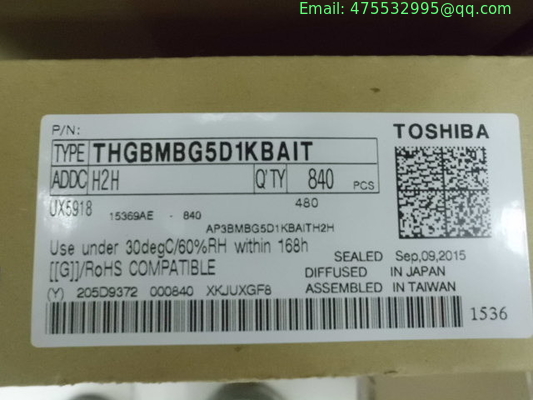 Email: 475532995@qq.com
P/N:
TYPE THGBMBG5D1KBAIT
TOSHIBA
ADDC H2H Q'TY 840 PCS
UX5918 480
15369AE - 840
AP3BMBG5D1KBAITH2H
Use under 30degC/60%RH within 168h
SEALED Sep,09,2015
[[G]]/RoHS COMPATIBLE DIFFUSED IN JAPAN
(Y) 205D9372 000840 XKJUXGF8 ASSEMBLED IN TAIWAN
1536